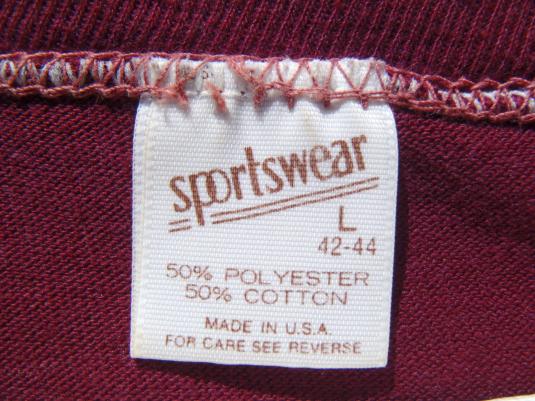 sportswear
L
42-44
50% POLYESTER
50% COTTON
MADE IN U.S.A.
FOR CARE SEE REVERSE